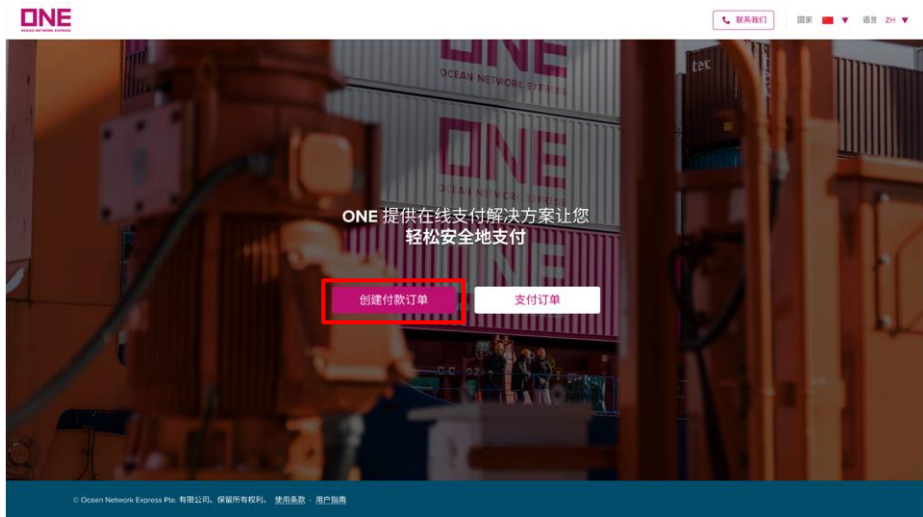 ONE
OCEAN NETWORK EXPRESS
联系我们
国家
语言 ZH
OCEAN NETWORK EXPRESS
tex
ONE
OCEAN NETWORK EXPRESS
ONE 提供在线支付解决方案让您
轻松安全地支付
创建付款订单
支付订单
© Ocean Network Express Pte. 有限公司。保留所有权利。 使用条款 - 用户指南